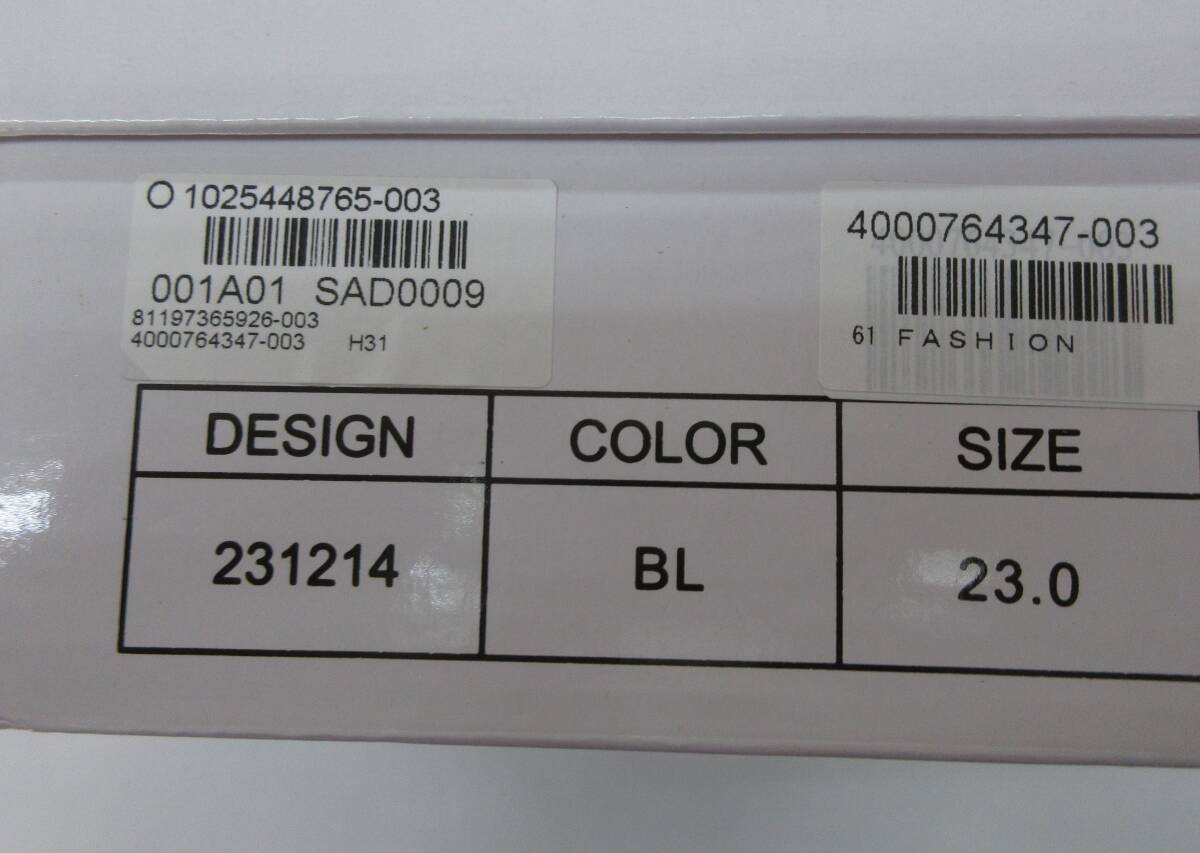 O 1025448765-003
001A01 SAD0009
81197365926-003
4000764347-003 H31
4000764347-003
61 FASHION
DESIGN COLOR SIZE
231214 BL 23.0